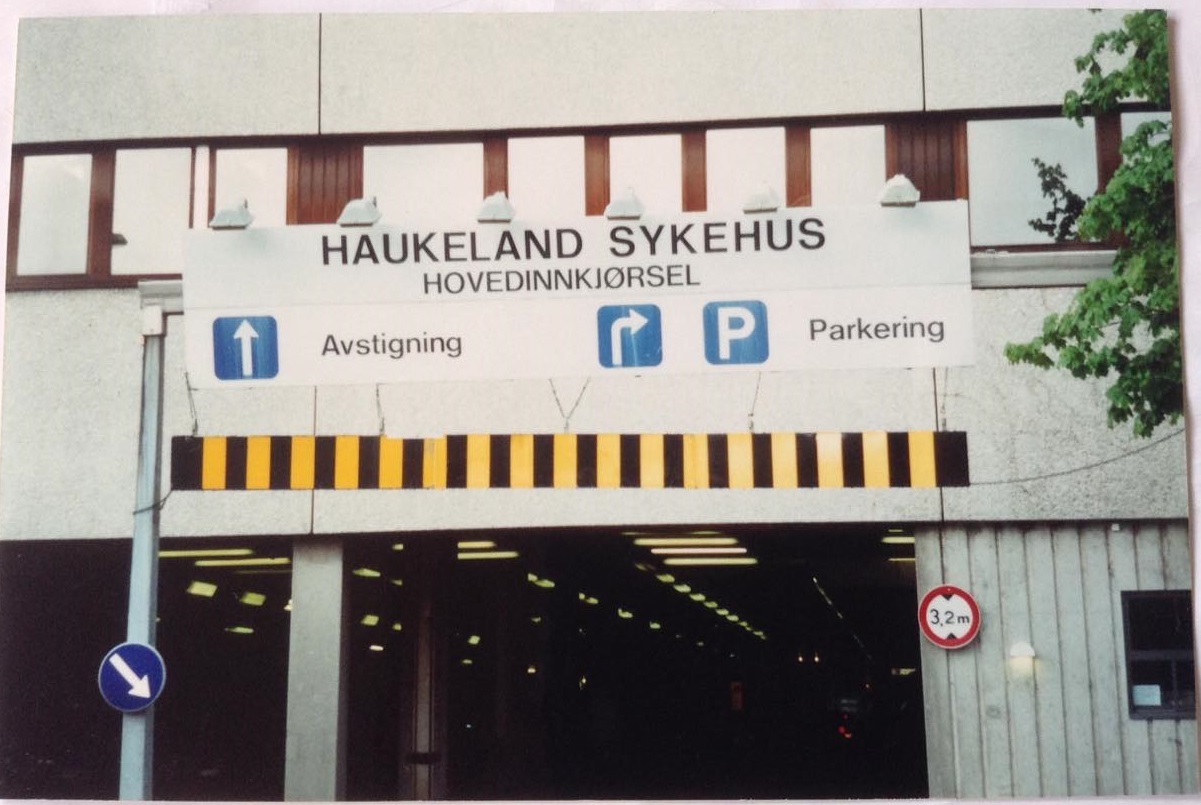 HAUKELAND SYKEHUS
HOVEDINNKJØRSEL
Avstigning P Parkering
3,2m